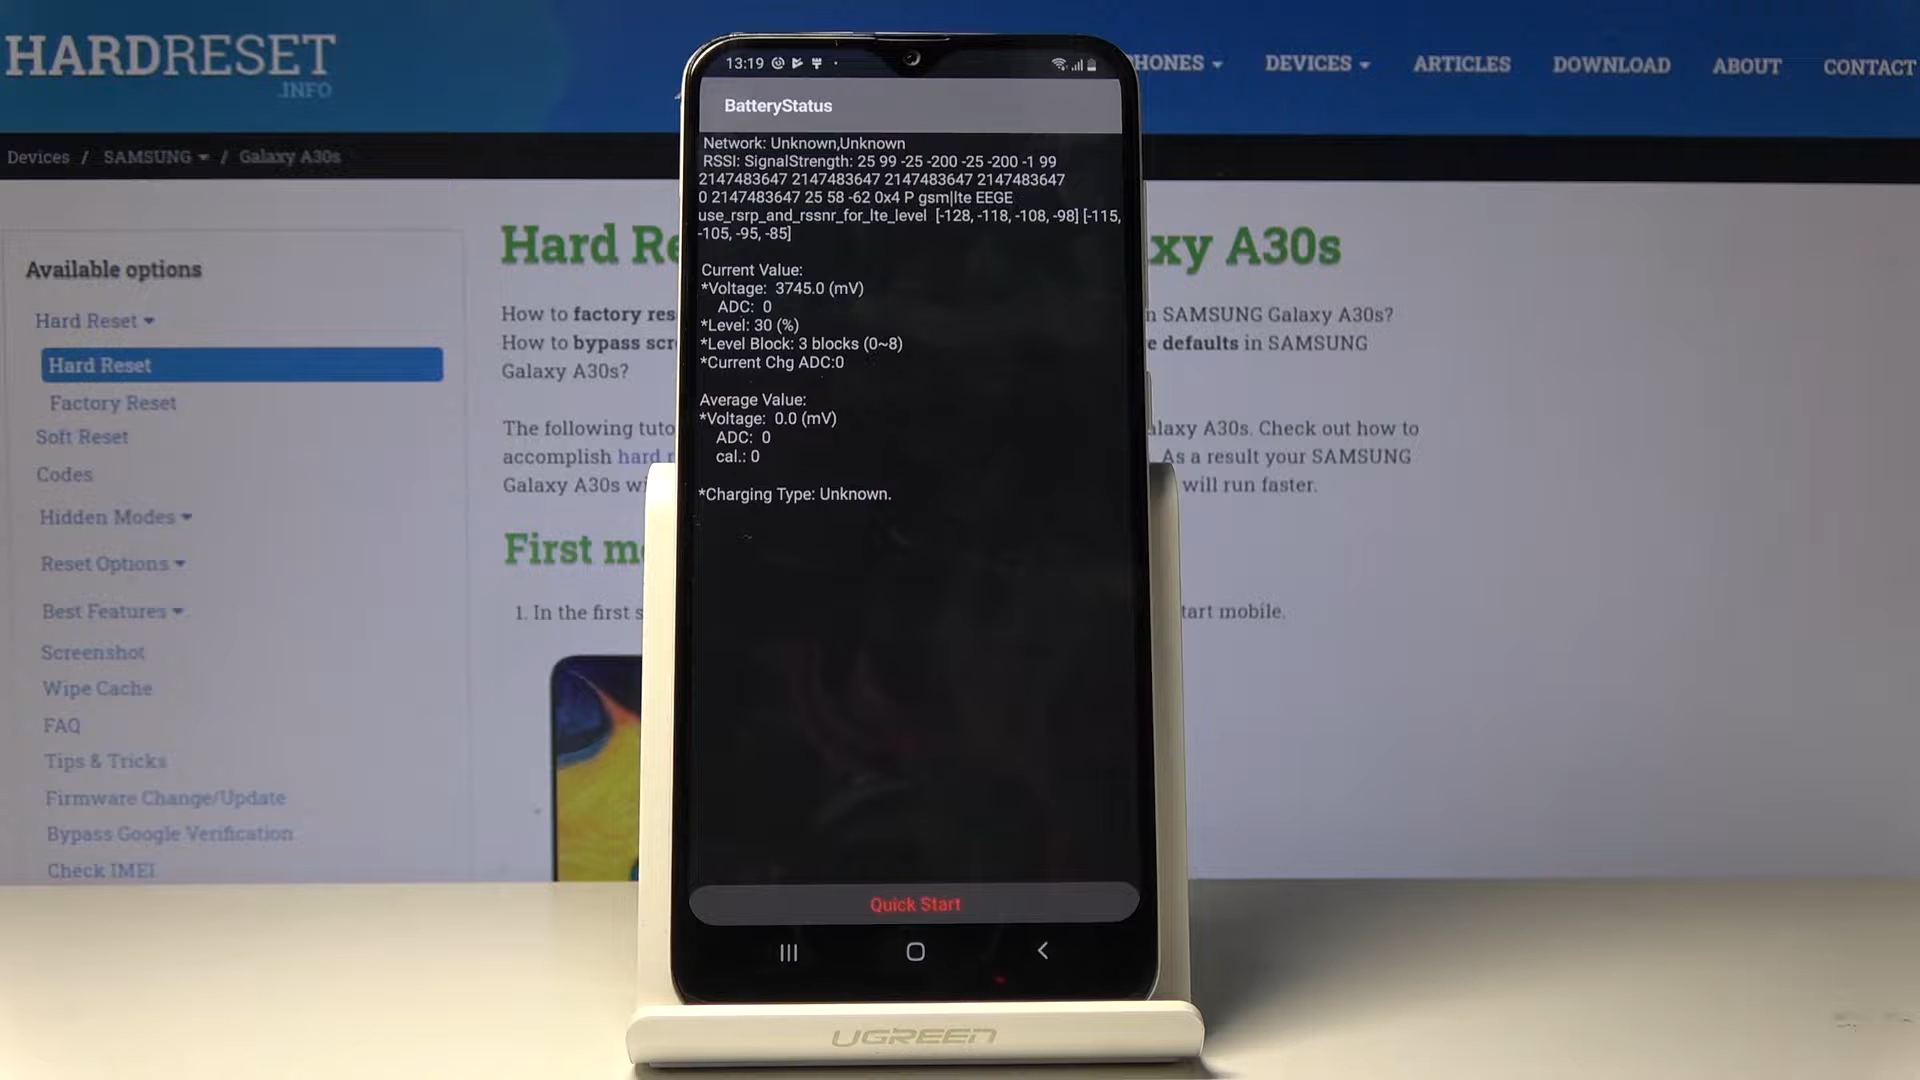 HARDRESET
.INFO
PHONES
DEVICES
ARTICLES
DOWNLOAD
ABOUT
CONTACT
Devices / SAMSUNG / Galaxy A30s
Available options
Hard Reset
Hard Reset
Factory Reset
Soft Reset
Codes
Hidden Modes
Reset Options
Best Features
Screenshot
Wipe Cache
FAQ
Tips & Tricks
Firmware Change/Update
Bypass Google Verification
Check IMEI
Hard Re
xy A30s
How to factory res
n SAMSUNG Galaxy A30s?
How to bypass scr
e defaults in SAMSUNG
Galaxy A30s?
The following tuto
alaxy A30s. Check out how to
accomplish hard r
As a result your SAMSUNG
Galaxy A30s wi
will run faster.
First m
1. In the first s
tart mobile.
13:19
BatteryStatus
Network: Unknown,Unknown
RSSI: SignalStrength: 25 99 -25 -200 -25 -200 -1 99
2147483647 2147483647 2147483647 2147483647
0 2147483647 25 58 -62 0x4 P gsm|lte EEGE
use_rsrp_and_rssnr_for_lte_level [-128, -118, -108, -98] [-115,
-105, -95, -85]
Current Value:
*Voltage: 3745.0 (mV)
ADC: 0
*Level: 30 (%)
*Level Block: 3 blocks (0~8)
*Current Chg ADC:0
Average Value:
*Voltage: 0.0 (mV)
ADC: 0
cal.: 0
*Charging Type: Unknown.
Quick Start
UGREEN